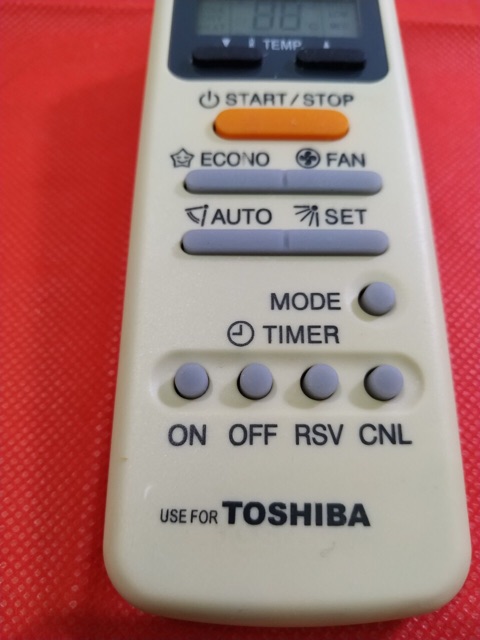 TEMP
START/STOP
ECONO FAN
AUTO SET
MODE
TIMER
ON OFF RSV CNL
USE FOR TOSHIBA